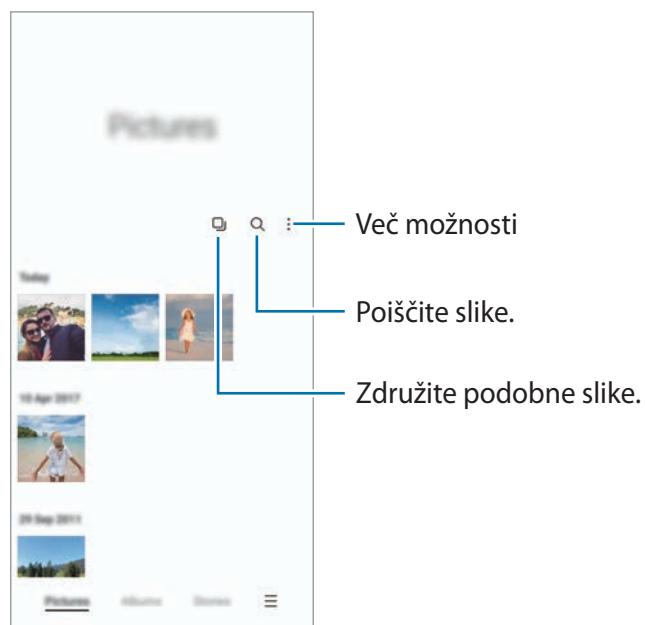 Pictures
Več možnosti
Today
Poiščite slike.
Združite podobne slike.
10 Apr 2017
29 Sep 2011
Pictures Albums Stories